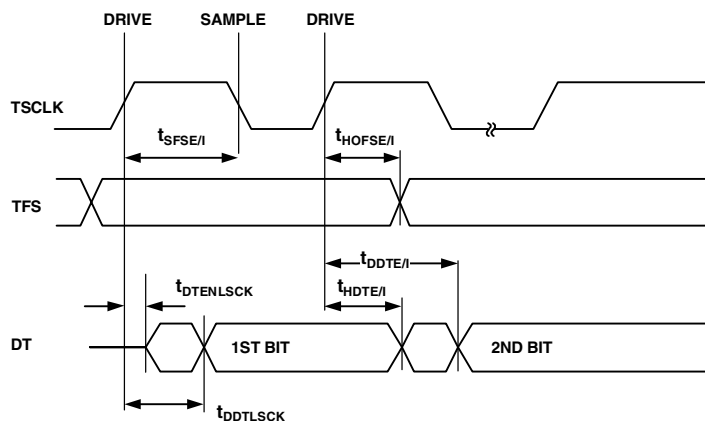 DRIVE SAMPLE DRIVE
TSCLK
tSFSE/I tHOFSE/I
TFS
tDDTE/I
tDTENLSCK tHDTE/I
DT 1ST BIT 2ND BIT
tDDTLSCK